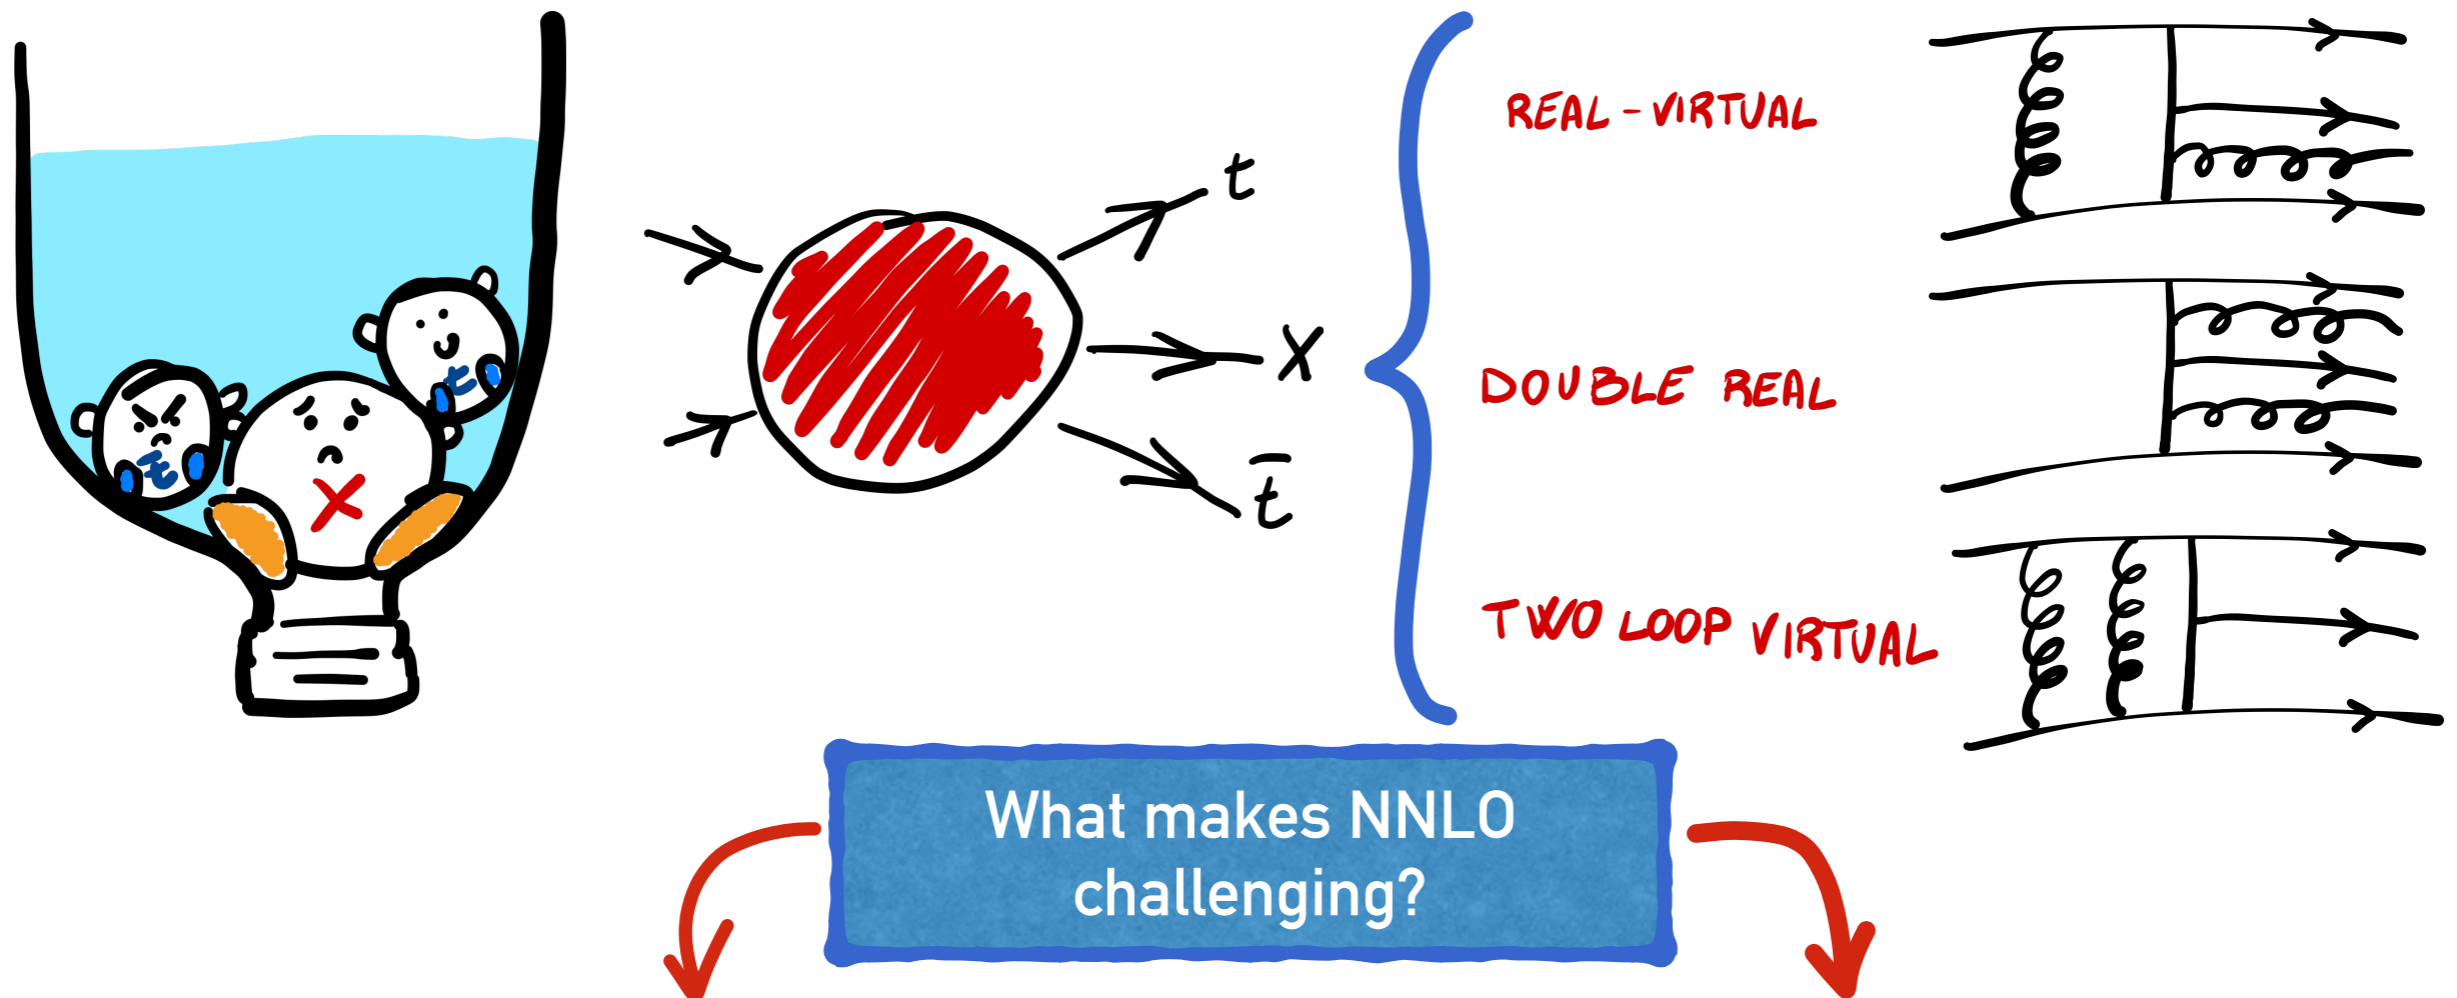 t
REAL - VIRTUAL
X
t
t
X
DOUBLE REAL
t̄
TWO LOOP VIRTUAL
What makes NNLO
challenging?